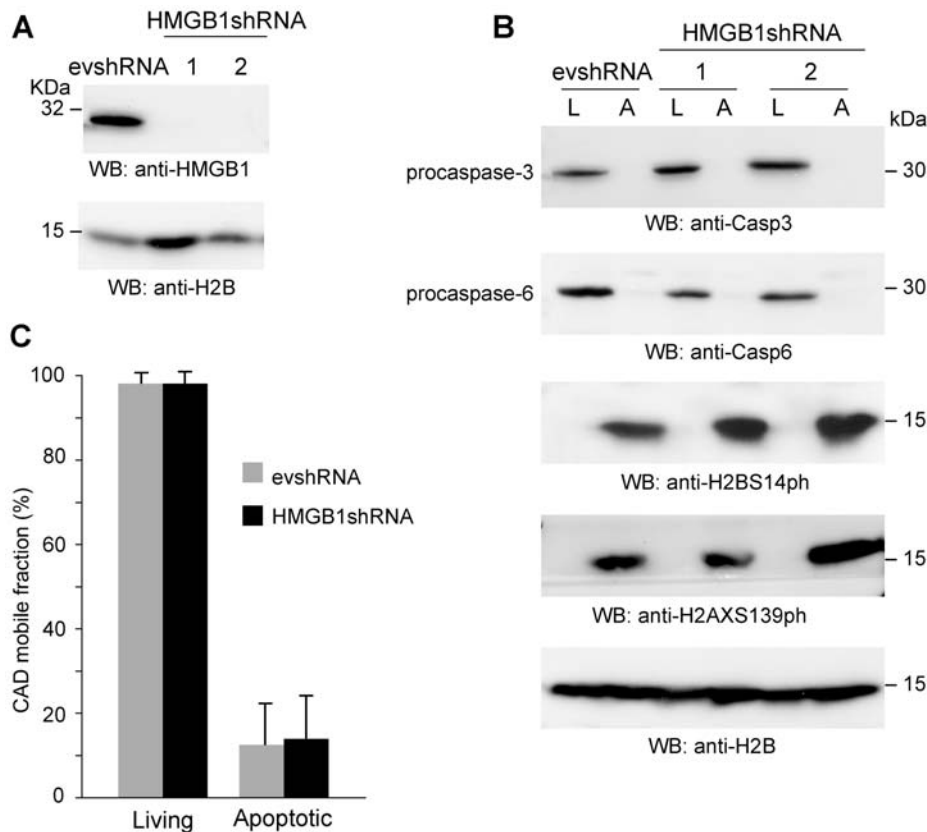 A
HMGB1shRNA
evshRNA 1 2
KDa
32
WB: anti-HMGB1
15
WB: anti-H2B
B
HMGB1shRNA
evshRNA 1 2
L A L A L A
kDa
procaspase-3
30
WB: anti-Casp3
procaspase-6
30
WB: anti-Casp6
15
WB: anti-H2BS14ph
15
WB: anti-H2AXS139ph
15
WB: anti-H2B
C
CAD mobile fraction (%)
100
80
60
40
20
0
evshRNA
HMGB1shRNA
Living Apoptotic